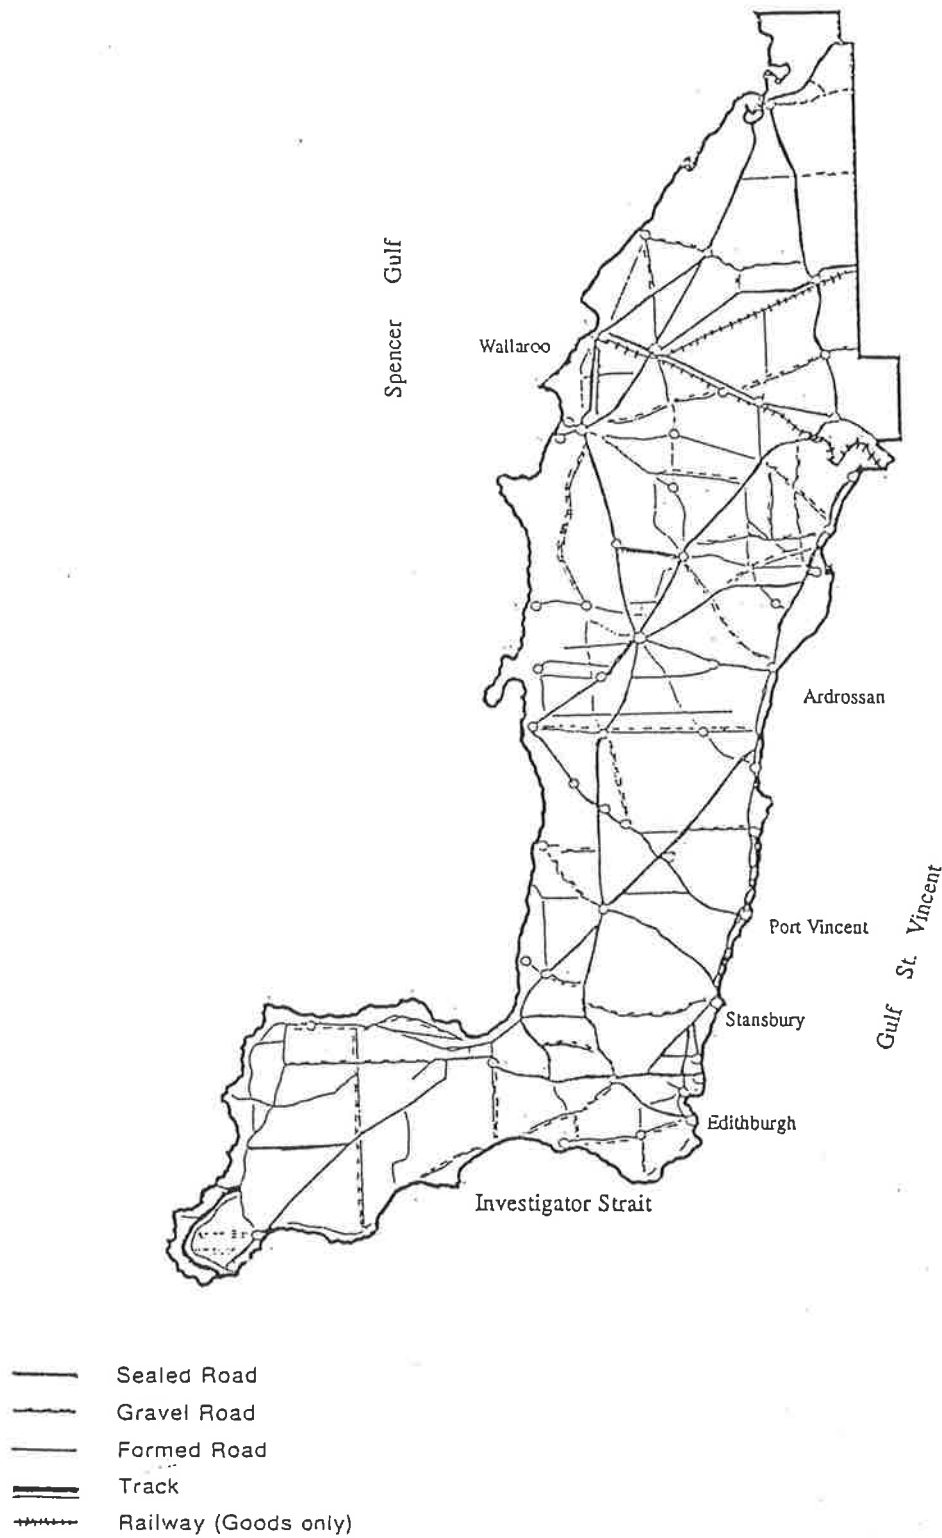 Spencer Gulf
Wallaroo
Ardrossan
Port Vincent
Gulf St. Vincent
Stansbury
Edithburgh
Investigator Strait
Sealed Road
Gravel Road
Formed Road
Track
Railway (Goods only)